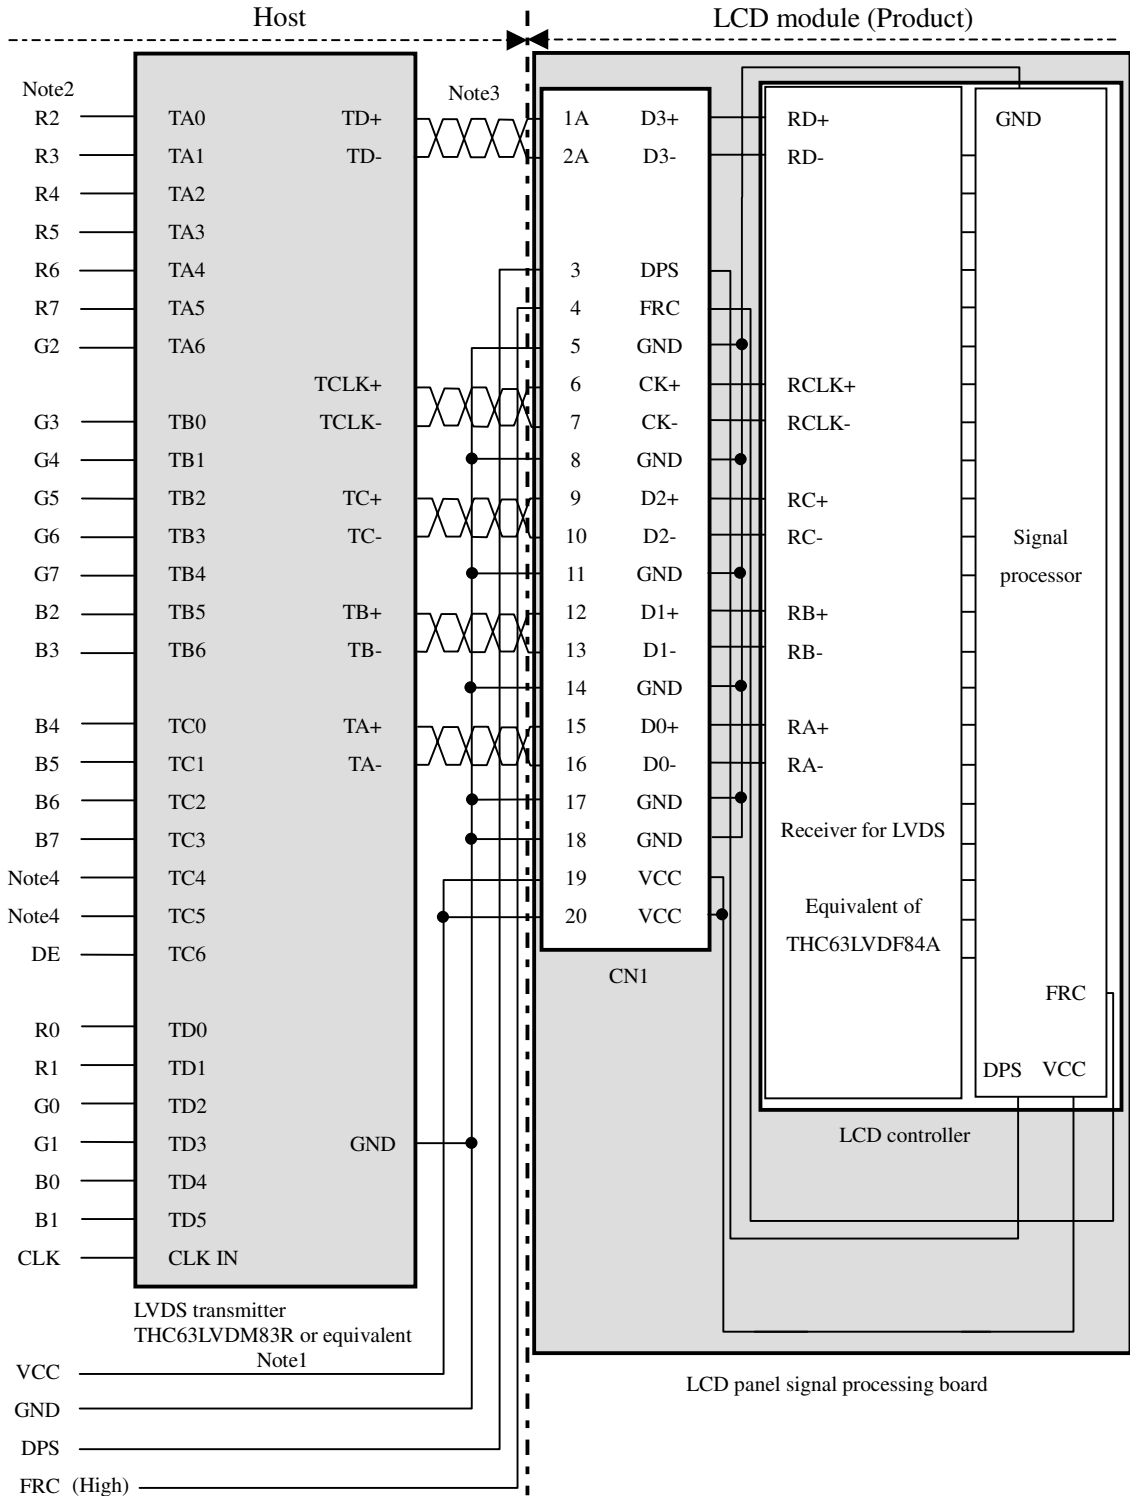 Host LCD module (Product)
Note2 Note3
R2 TA0 TD+ 1A D3+ RD+ GND
R3 TA1 TD- 2A D3- RD-
R4 TA2
R5 TA3
R6 TA4 3 DPS
R7 TA5 4 FRC
G2 TA6 5 GND
TCLK+ 6 CK+ RCLK+
G3 TB0 TCLK- 7 CK- RCLK-
G4 TB1 8 GND
G5 TB2 TC+ 9 D2+ RC+
G6 TB3 TC- 10 D2- RC- Signal
G7 TB4 11 GND processor
B2 TB5 TB+ 12 D1+ RB+
B3 TB6 TB- 13 D1- RB-
14 GND
B4 TC0 TA+ 15 D0+ RA+
B5 TC1 TA- 16 D0- RA-
B6 TC2 17 GND
B7 TC3 18 GND Receiver for LVDS
Note4 TC4 19 VCC
Note4 TC5 20 VCC Equivalent of
DE TC6 THC63LVDF84A
CN1
FRC
R0 TD0
R1 TD1 DPS VCC
G0 TD2
G1 TD3 GND LCD controller
B0 TD4
B1 TD5
CLK CLK IN
LVDS transmitter
THC63LVDM83R or equivalent
Note1
VCC
LCD panel signal processing board
GND
DPS
FRC (High)